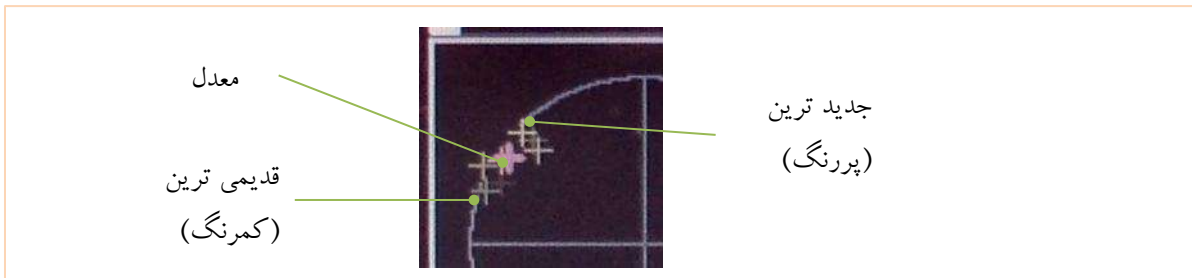 معدل
جدید ترین
(پررنگ)
قدیمی ترین
(کمرنگ)